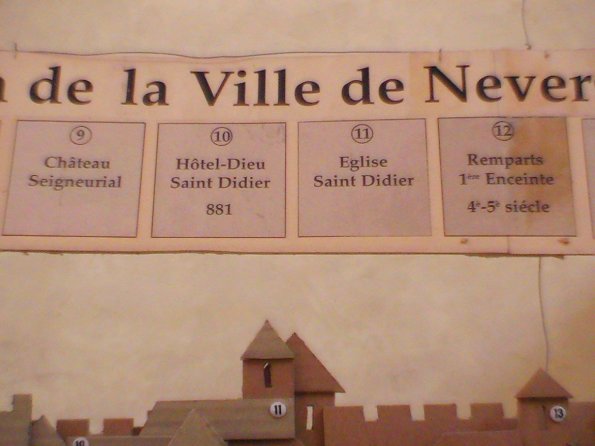 de la Ville de Never
9
Château
Seigneurial
10
Hôtel-Dieu
Saint Didier
881
11
Eglise
Saint Didier
12
Remparts
1ère Enceinte
4e-5e siécle
11
13
10